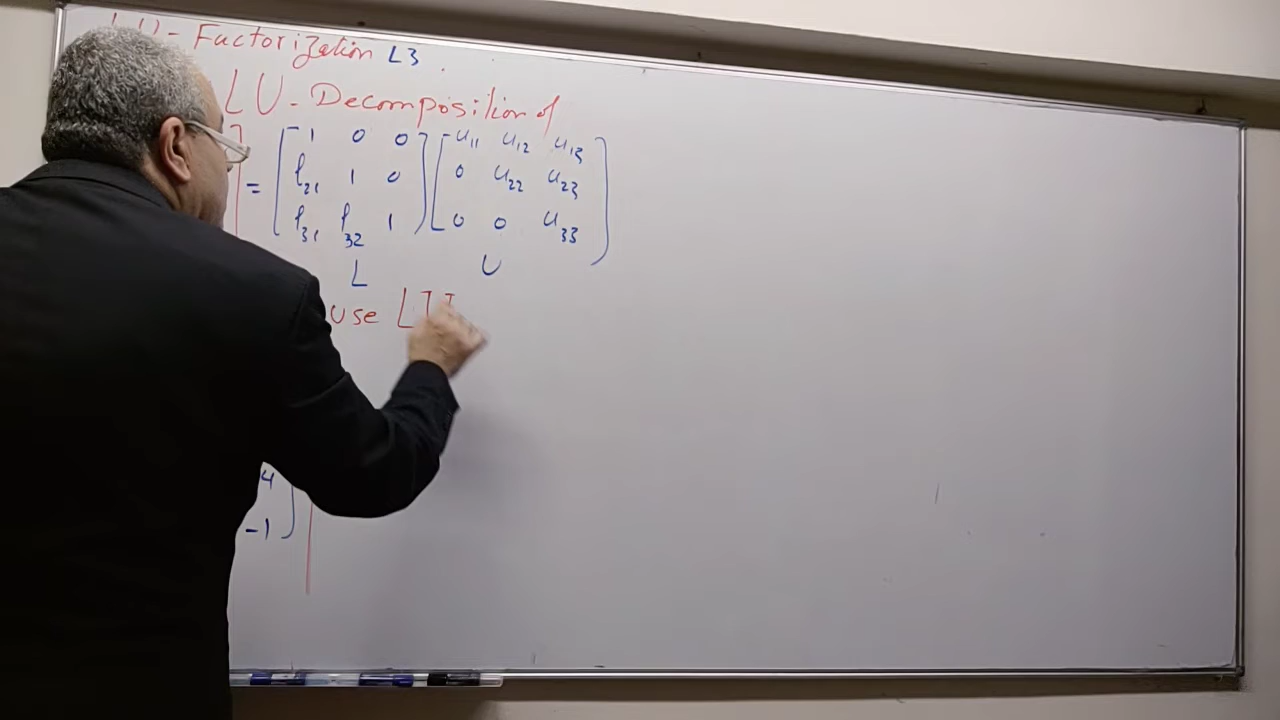 LU - Factorization L3
LU - Decomposition of
] = [ 1 0 0 ] [ u11 u12 u13 ]
l21 1 0 0 u22 u23
l31 l32 1 0 0 u33
L U
use L
4
-1